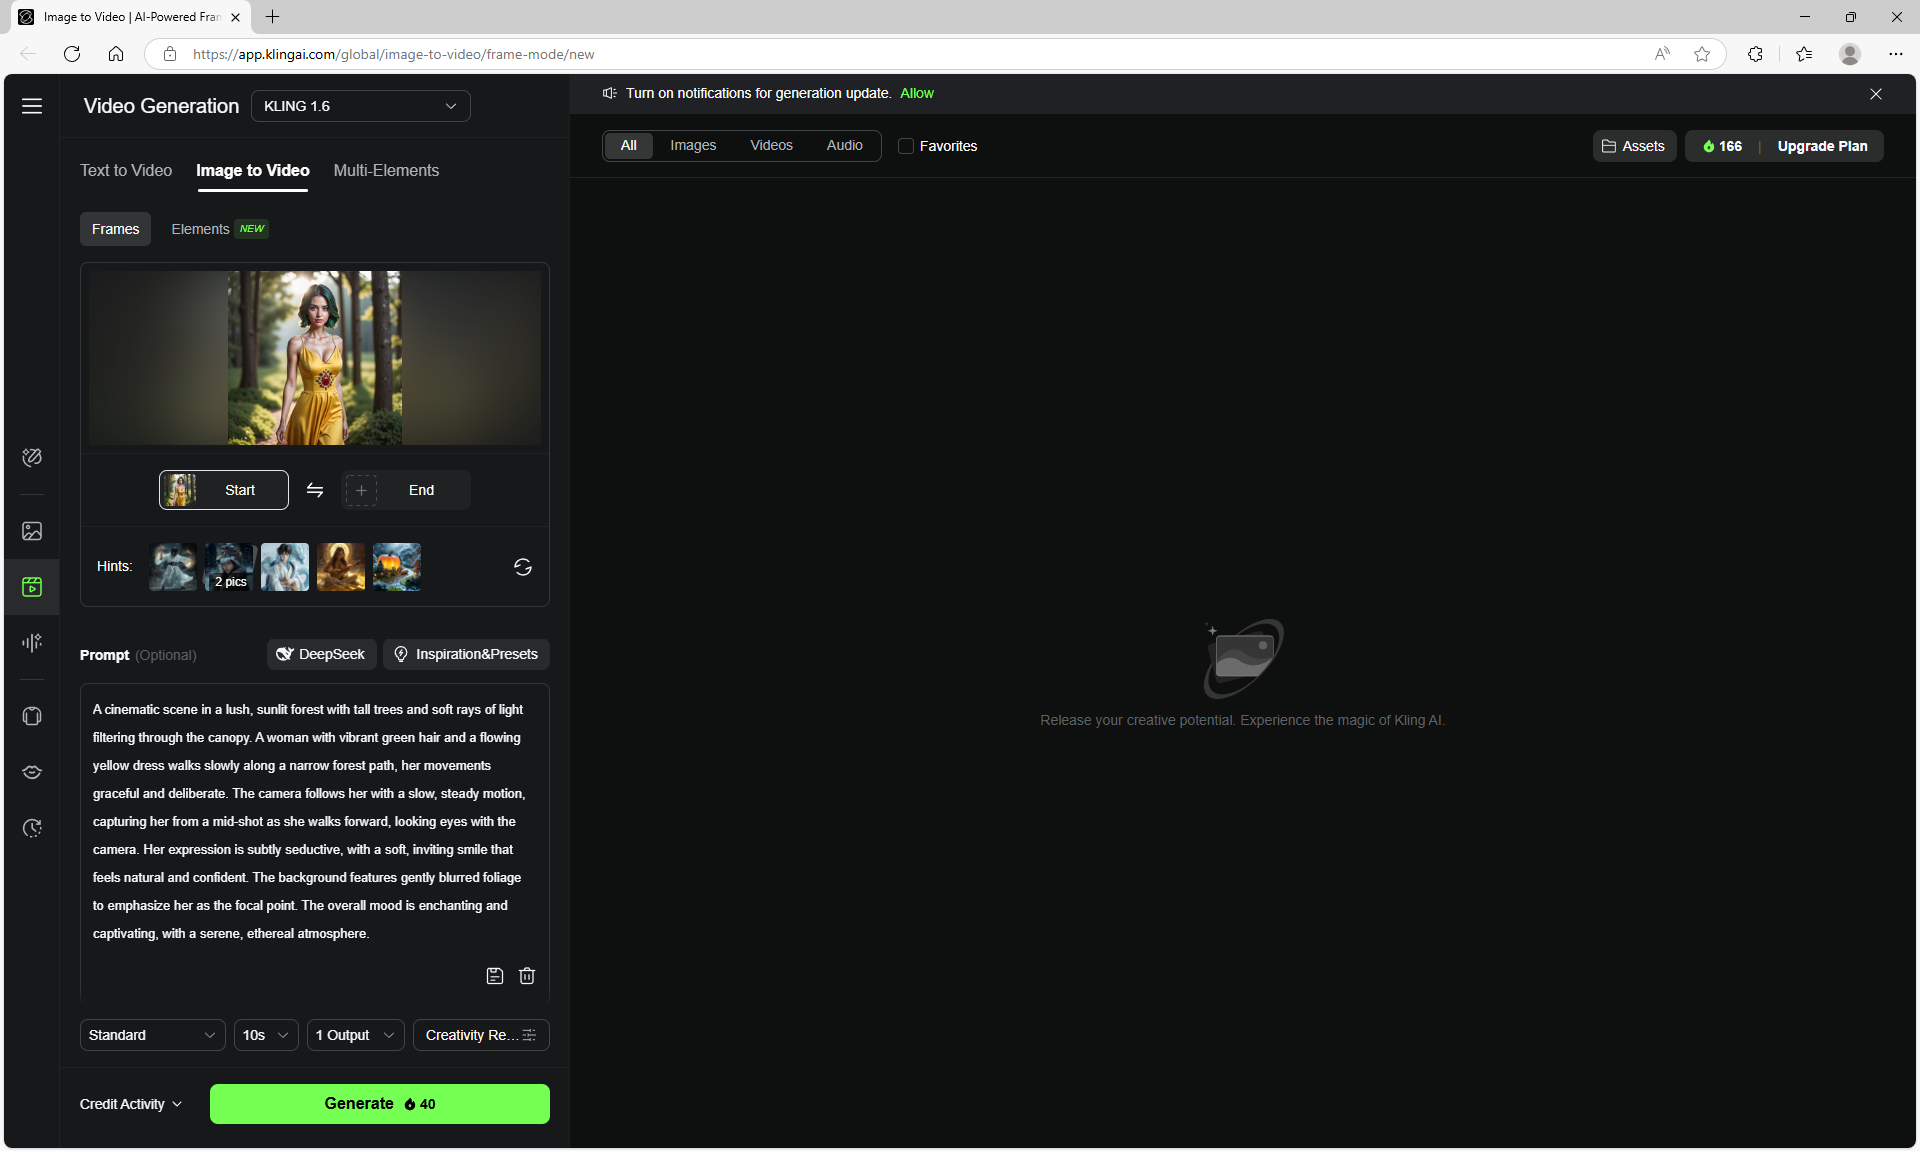 Image to Video | AI-Powered Fran
https://app.klingai.com/global/image-to-video/frame-mode/new
Video Generation
KLING 1.6
Turn on notifications for generation update. Allow
Text to Video
Image to Video
Multi-Elements
All
Images
Videos
Audio
Favorites
Assets
166
|
Upgrade Plan
Frames
Elements
NEW
Start
End
Hints:
2 pics
Prompt (Optional)
DeepSeek
Inspiration&Presets
A cinematic scene in a lush, sunlit forest with tall trees and soft rays of light
filtering through the canopy. A woman with vibrant green hair and a flowing
yellow dress walks slowly along a narrow forest path, her movements
graceful and deliberate. The camera follows her with a slow, steady motion,
capturing her from a mid-shot as she walks forward, looking eyes with the
camera. Her expression is subtly seductive, with a soft, inviting smile that
feels natural and confident. The background features gently blurred foliage
to emphasize her as the focal point. The overall mood is enchanting and
captivating, with a serene, ethereal atmosphere.
Release your creative potential. Experience the magic of Kling AI.
Standard
10s
1 Output
Creativity Re...
Credit Activity
Generate 40